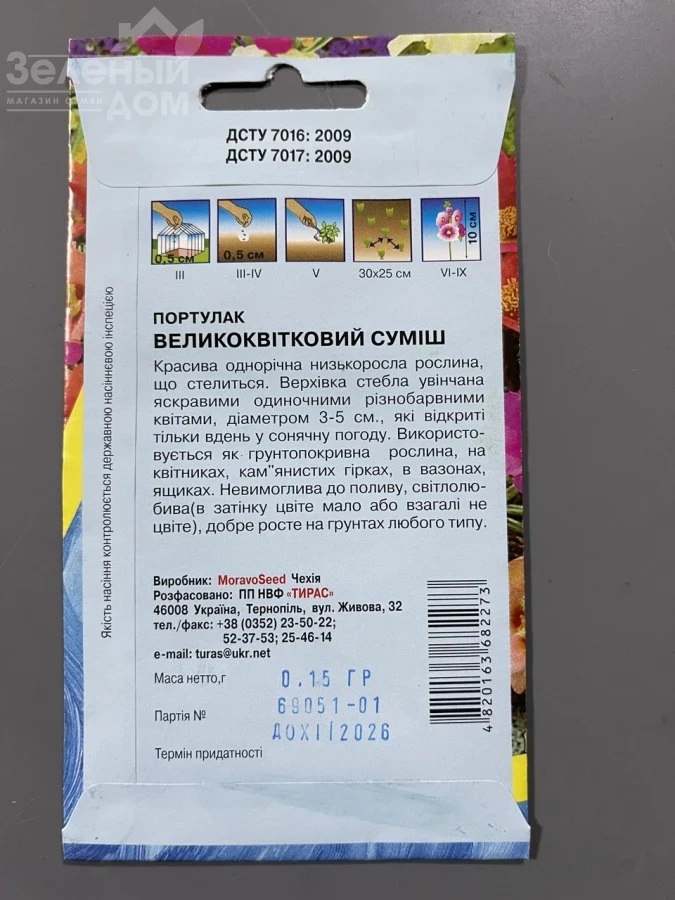 Зеленый
МАГАЗИН СЕМЯН
ДОМ
ДСТУ 7016: 2009
ДСТУ 7017: 2009
0,5 см
0,5 см
10 см
III
III-IV
V
30x25 см
VI-IX
ПОРТУЛАК
ВЕЛИКОКВІТКОВИЙ СУМІШ
Красива однорічна низькоросла рослина,
що стелиться. Верхівка стебла увінчана
яскравими одиночними різнобарвними
квітами, діаметром 3-5 см., які відкриті
тільки вдень у сонячну погоду. Використо-
вується як грунтопокривна рослина, на
квітниках, кам"янистих гірках, в вазонах,
ящиках. Невимоглива до поливу, світлолю-
бива(в затінку цвіте мало або взагалі не
цвіте), добре росте на грунтах любого типу.
Якість насіння контролюється державною насіннєвою інспекцією
Виробник: MoravoSeed Чехія
Розфасовано: ПП НВФ «ТИРАС»
46008 Україна, Тернопіль, вул. Живова, 32
тел./факс: +38 (0352) 23-50-22;
52-37-53; 25-46-14
e-mail: turas@ukr.net
Маса нетто,г 0.15 ГР
Партія № 69051-01
ДОXII/2026
Термін придатності
4 820163 682273